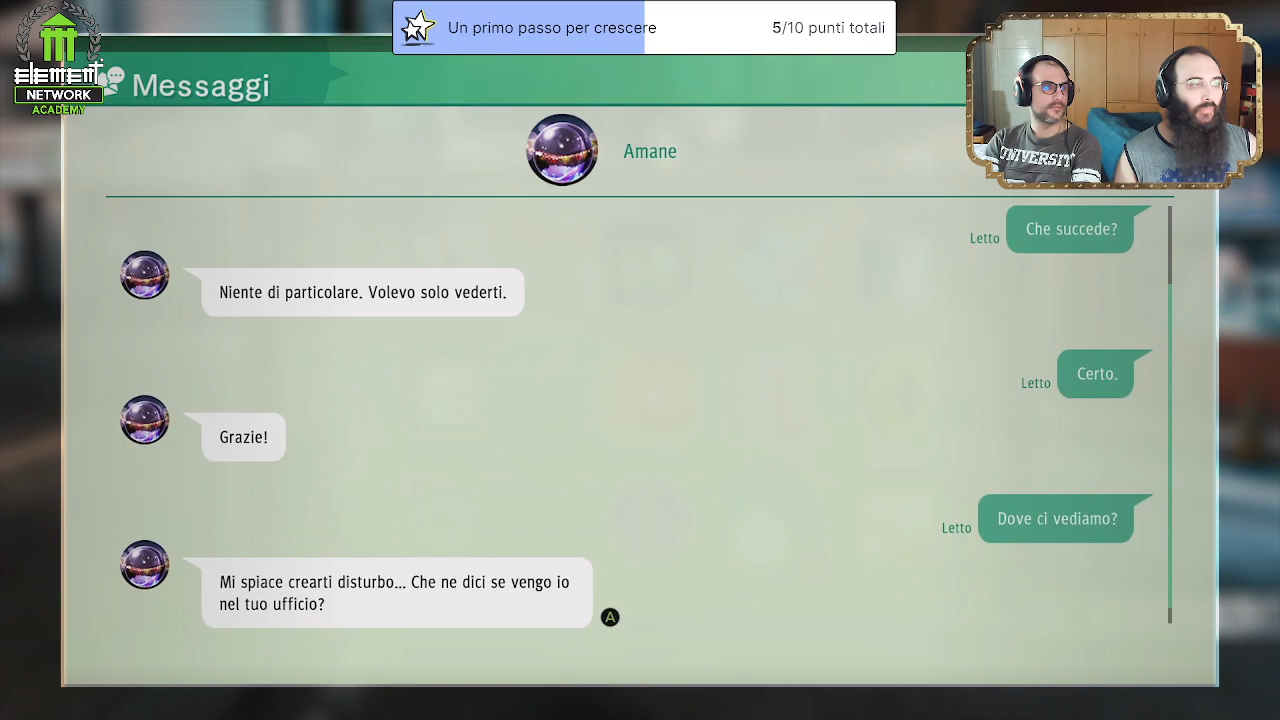 Un primo passo per crescere
5/10 punti totali
ELEMENT
NETWORK
ACADEMY
Messaggi
Amane
Che succede?
Letto
Niente di particolare. Volevo solo vederti.
Certo.
Letto
Grazie!
Dove ci vediamo?
Letto
Mi spiace crearti disturbo... Che ne dici se vengo io
nel tuo ufficio?
A
UNIVERSITY